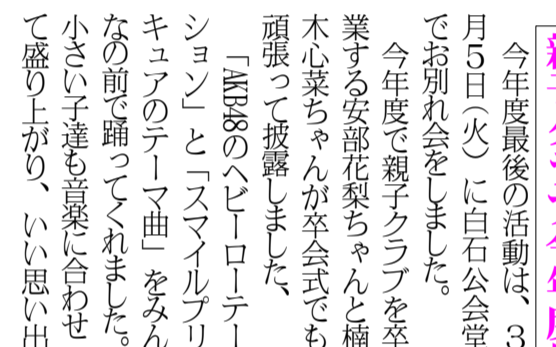 今年度最後の活動は、３
月５日（火）に白石公会堂
でお別れ会をしました。
今年度で親子クラブを卒
業する安部花梨ちゃんと楠
木心菜ちゃんが卒会式でも
頑張って披露しました、
「AKB48のヘビーローテー
ション」と「スマイルプリ
キュアのテーマ曲」をみん
なの前で踊ってくれました。
小さい子達も音楽に合わせ
て盛り上がり、いい思い出